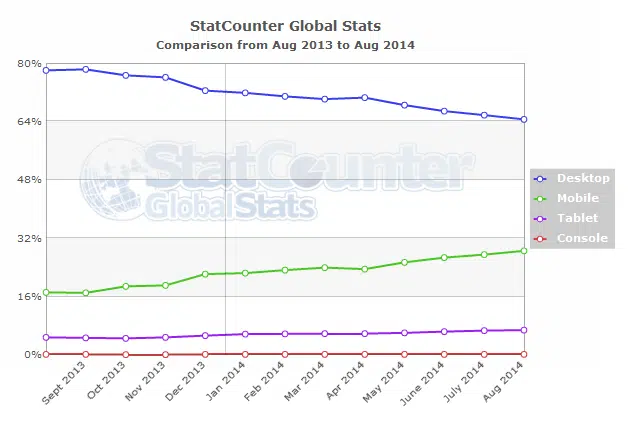 StatCounter Global Stats
Comparison from Aug 2013 to Aug 2014
80%
64%
48%
32%
16%
0%
StatCounter
GlobalStats
Desktop
Mobile
Tablet
Console
Sept 2013
Oct 2013
Nov 2013
Dec 2013
Jan 2014
Feb 2014
Mar 2014
Apr 2014
May 2014
June 2014
July 2014
Aug 2014